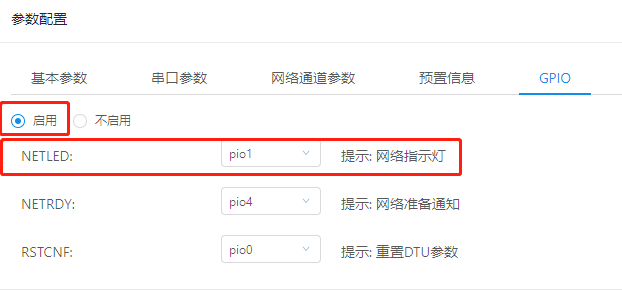 参数配置
基本参数 串口参数 网络通道参数 预置信息 GPIO
启用 不启用
NETLED: pio1 提示: 网络指示灯
NETRDY: pio4 提示: 网络准备通知
RSTCNF: pio0 提示: 重置DTU参数